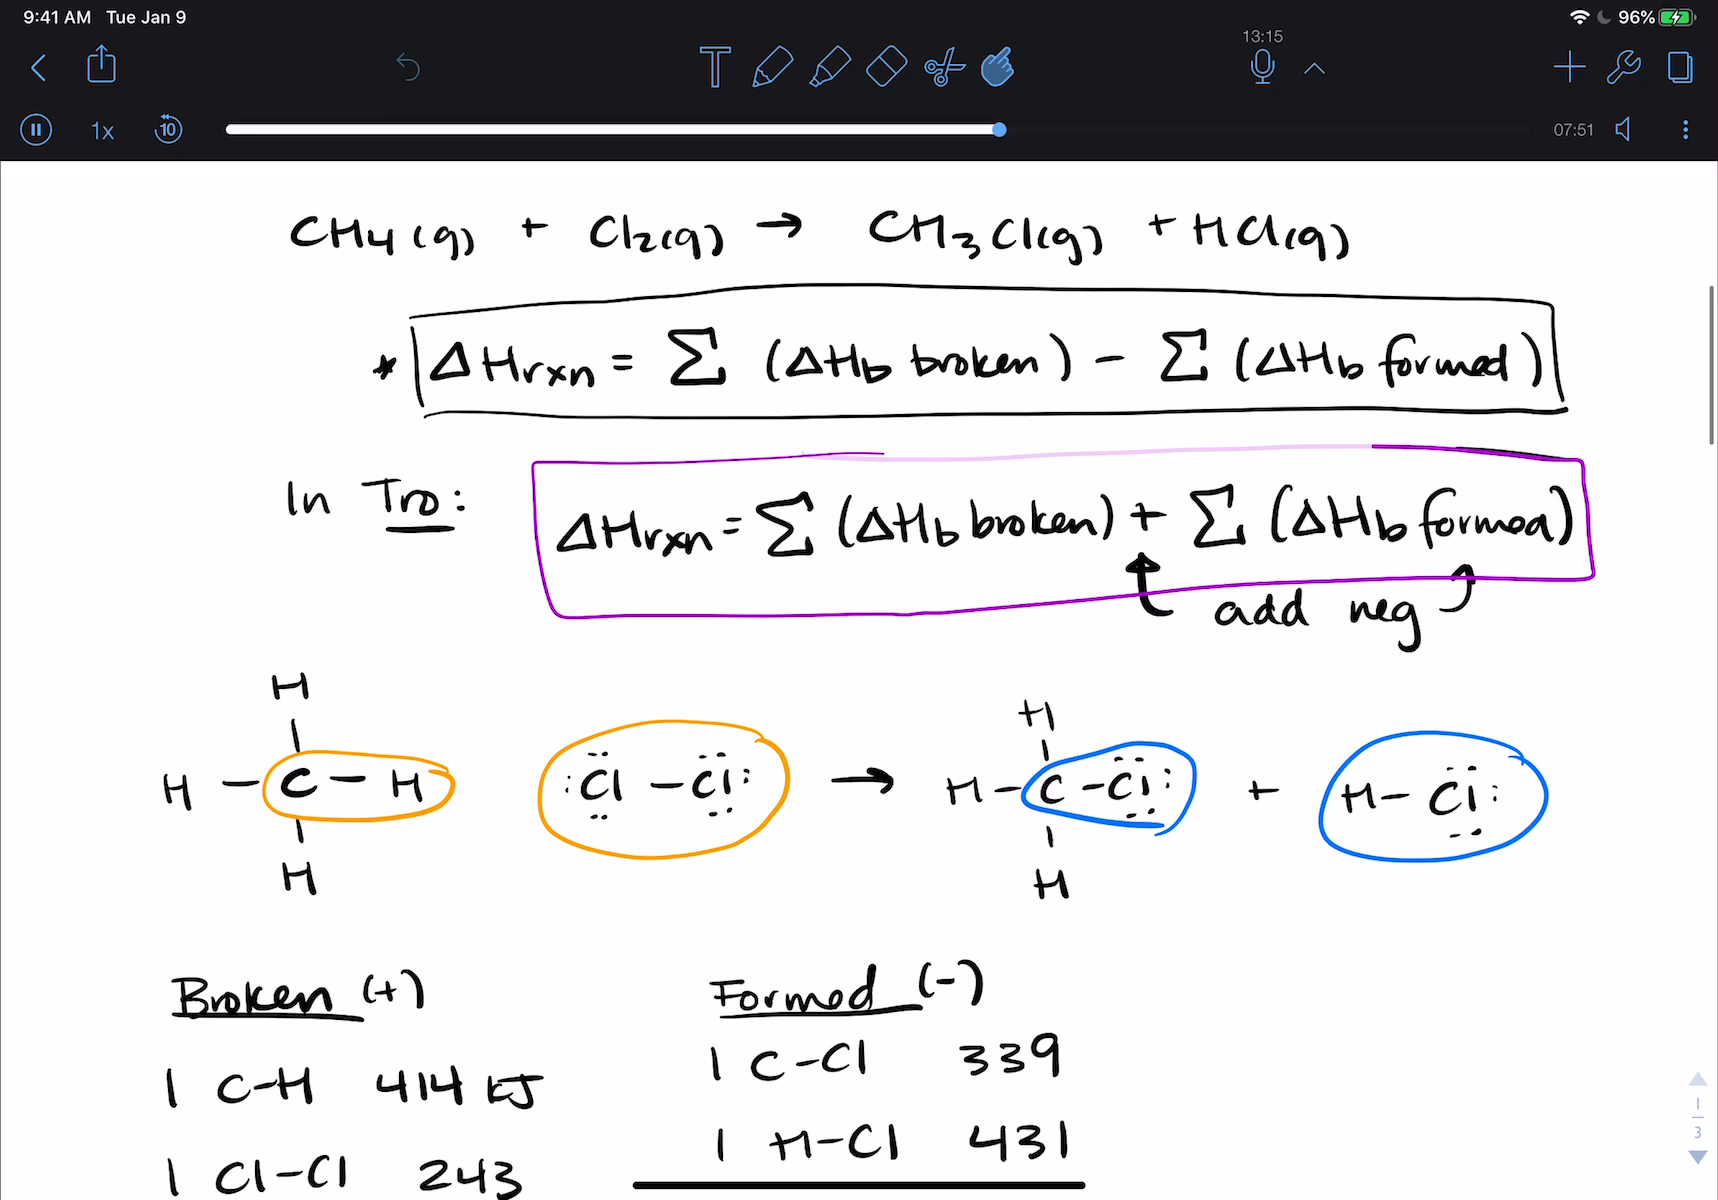 9:41 AM Tue Jan 9 96%
13:15
1x 10 07:51
CH4(g) + Cl2(g) → CH3Cl(g) + HCl(g)
* ΔHrxn = Σ (ΔHb broken) - Σ (ΔHb formed)
In Tro: ΔHrxn = Σ (ΔHb broken) + Σ (ΔHb formed)
add neg
H
H - C - H :Cl - Cl: → H - C - Cl: + H - Cl:
H
H
H
Broken (+) Formed (-)
1 C-H 414 kJ 1 C-Cl 339
1 Cl-Cl 243 1 H-Cl 431
1
3